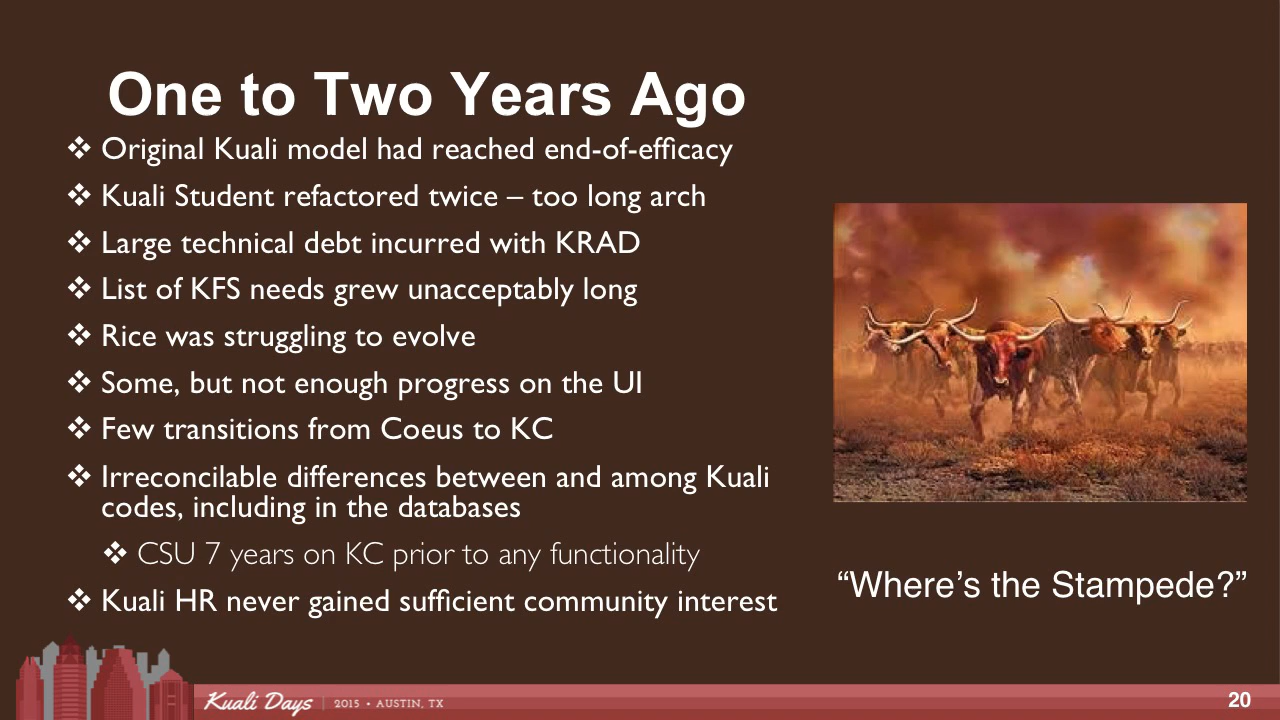 One to Two Years Ago
❖ Original Kuali model had reached end-of-efficacy
❖ Kuali Student refactored twice – too long arch
❖ Large technical debt incurred with KRAD
❖ List of KFS needs grew unacceptably long
❖ Rice was struggling to evolve
❖ Some, but not enough progress on the UI
❖ Few transitions from Coeus to KC
❖ Irreconcilable differences between and among Kuali
codes, including in the databases
❖ CSU 7 years on KC prior to any functionality
❖ Kuali HR never gained sufficient community interest
“Where’s the Stampede?”
Kuali Days | 2015 • AUSTIN, TX
20